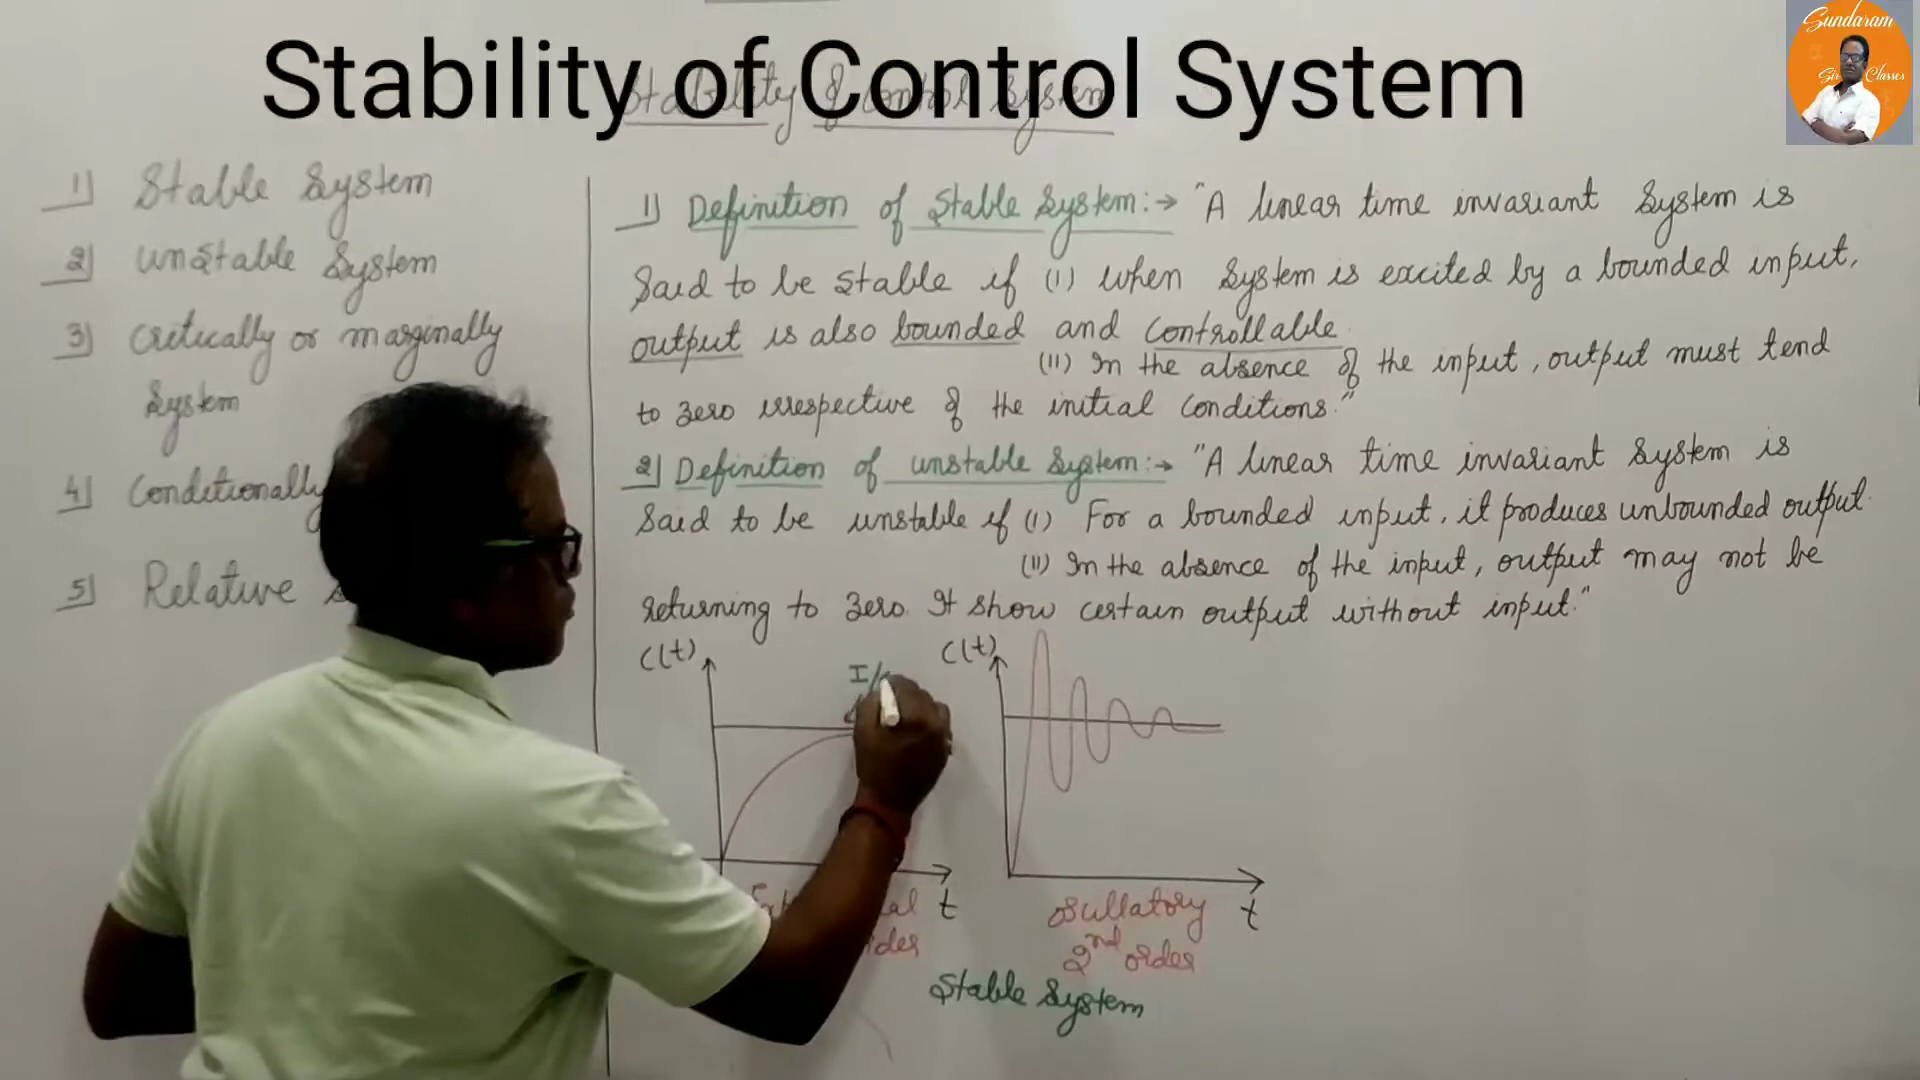 Stability of Control System
Stability of Control System
Sundaram
Sir Classes
1) Stable System
2) Unstable System
3) Critically or marginally
System
4) Conditionally
5) Relative
1) Definition of Stable System:→ "A linear time invariant System is
Said to be Stable if (i) when System is excited by a bounded input,
output is also bounded and controllable.
(ii) In the absence of the input, output must tend
to zero irrespective of the initial conditions."
2) Definition of unstable System:→ "A linear time invariant System is
Said to be unstable if (i) For a bounded input, it produces unbounded output.
(ii) In the absence of the input, output may not be
returning to zero. It show certain output without input."
C(t)
I/
C(t)
t
t
oscillatory
2nd order
Stable System